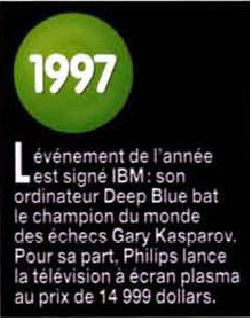 1997
L'événement de l'année
est signé IBM : son
ordinateur Deep Blue bat
le champion du monde
des échecs Gary Kasparov.
Pour sa part, Philips lance
la télévision à écran plasma
au prix de 14 999 dollars.